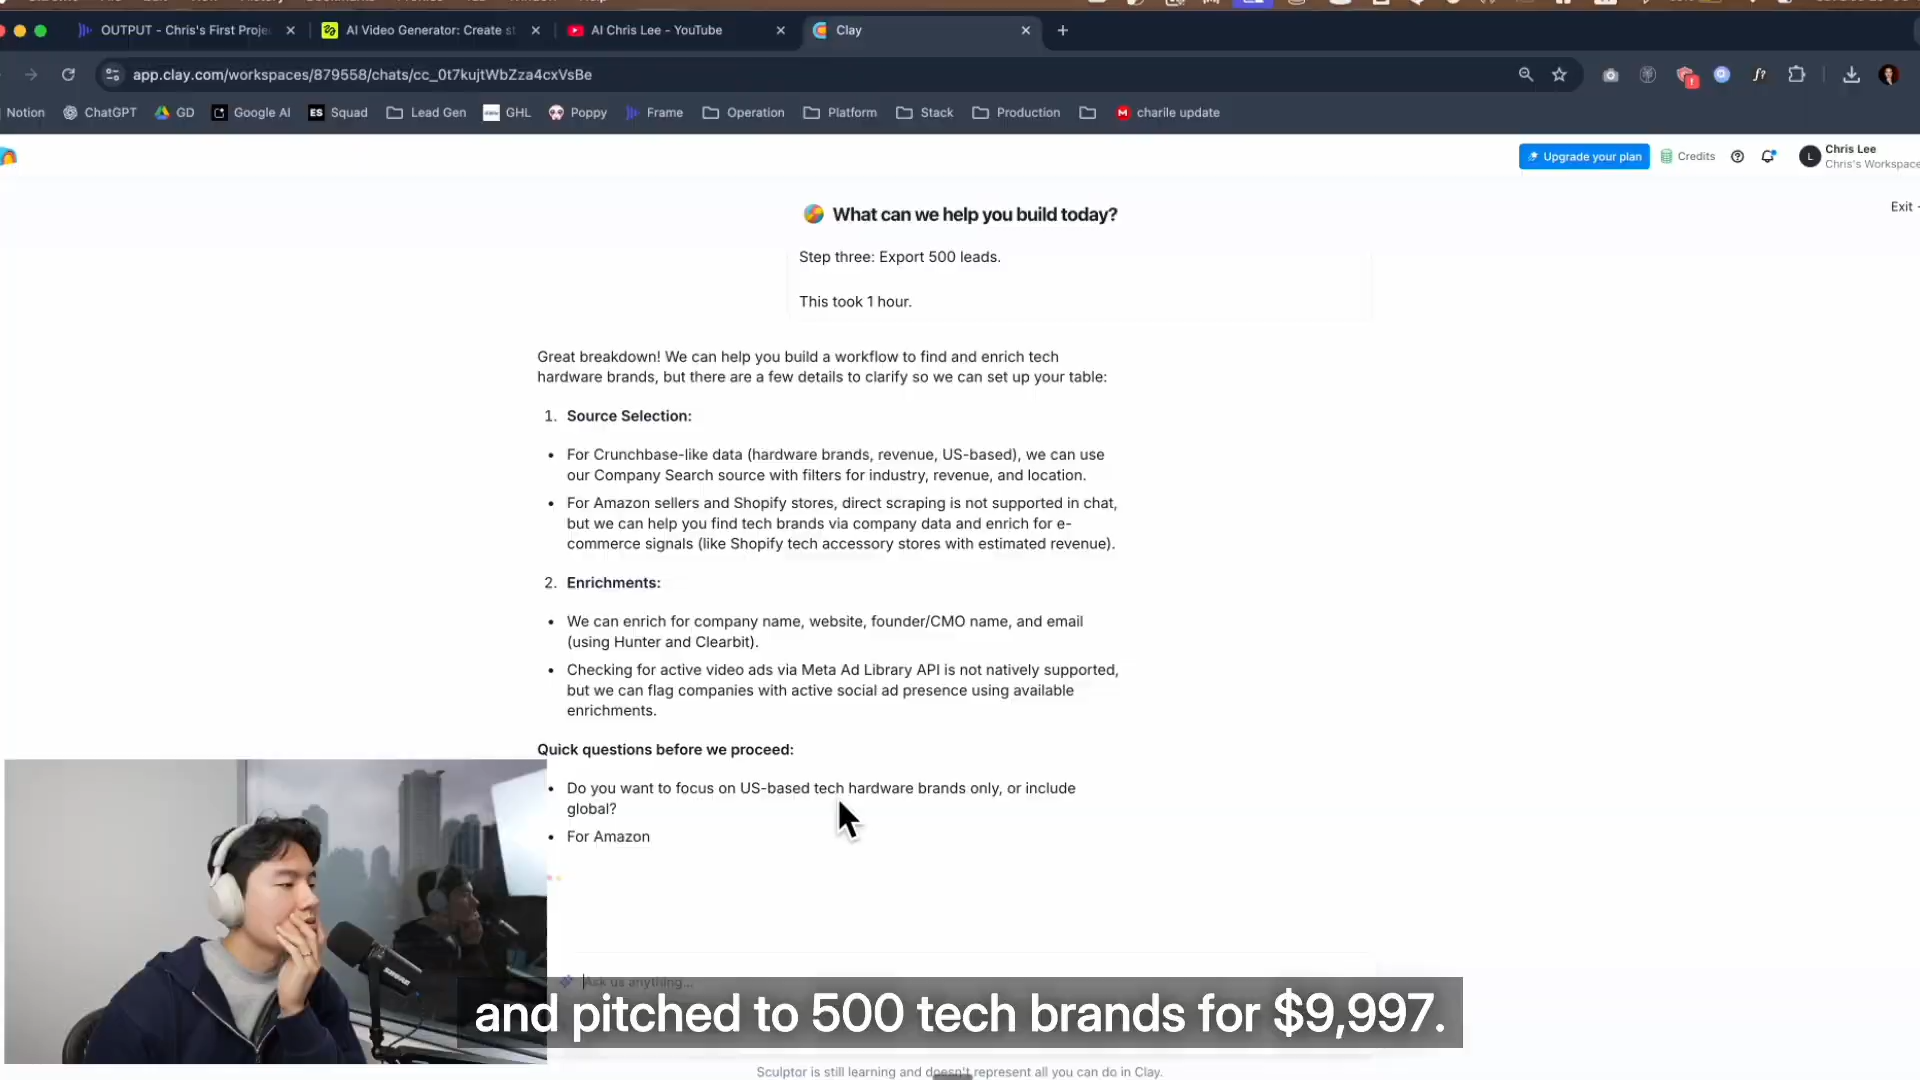 OUTPUT - Chris's First Proje
AI Video Generator: Create st
AI Chris Lee - YouTube
Clay
app.clay.com/workspaces/879558/chats/cc_0t7kujtWbZza4cxVsBe
Notion
ChatGPT
GD
Google AI
ES Squad
Lead Gen
GHL
Poppy
Frame
Operation
Platform
Stack
Production
charile update
Upgrade your plan
Credits
L
Chris Lee
Chris's Workspace
What can we help you build today?
Exit
Step three: Export 500 leads.
This took 1 hour.
Great breakdown! We can help you build a workflow to find and enrich tech
hardware brands, but there are a few details to clarify so we can set up your table:
1. Source Selection:
• For Crunchbase-like data (hardware brands, revenue, US-based), we can use
our Company Search source with filters for industry, revenue, and location.
• For Amazon sellers and Shopify stores, direct scraping is not supported in chat,
but we can help you find tech brands via company data and enrich for e-
commerce signals (like Shopify tech accessory stores with estimated revenue).
2. Enrichments:
• We can enrich for company name, website, founder/CMO name, and email
(using Hunter and Clearbit).
• Checking for active video ads via Meta Ad Library API is not natively supported,
but we can flag companies with active social ad presence using available
enrichments.
Quick questions before we proceed:
• Do you want to focus on US-based tech hardware brands only, or include
global?
• For Amazon
Ask us anything...
and pitched to 500 tech brands for $9,997.
Sculptor is still learning and doesn't represent all you can do in Clay.